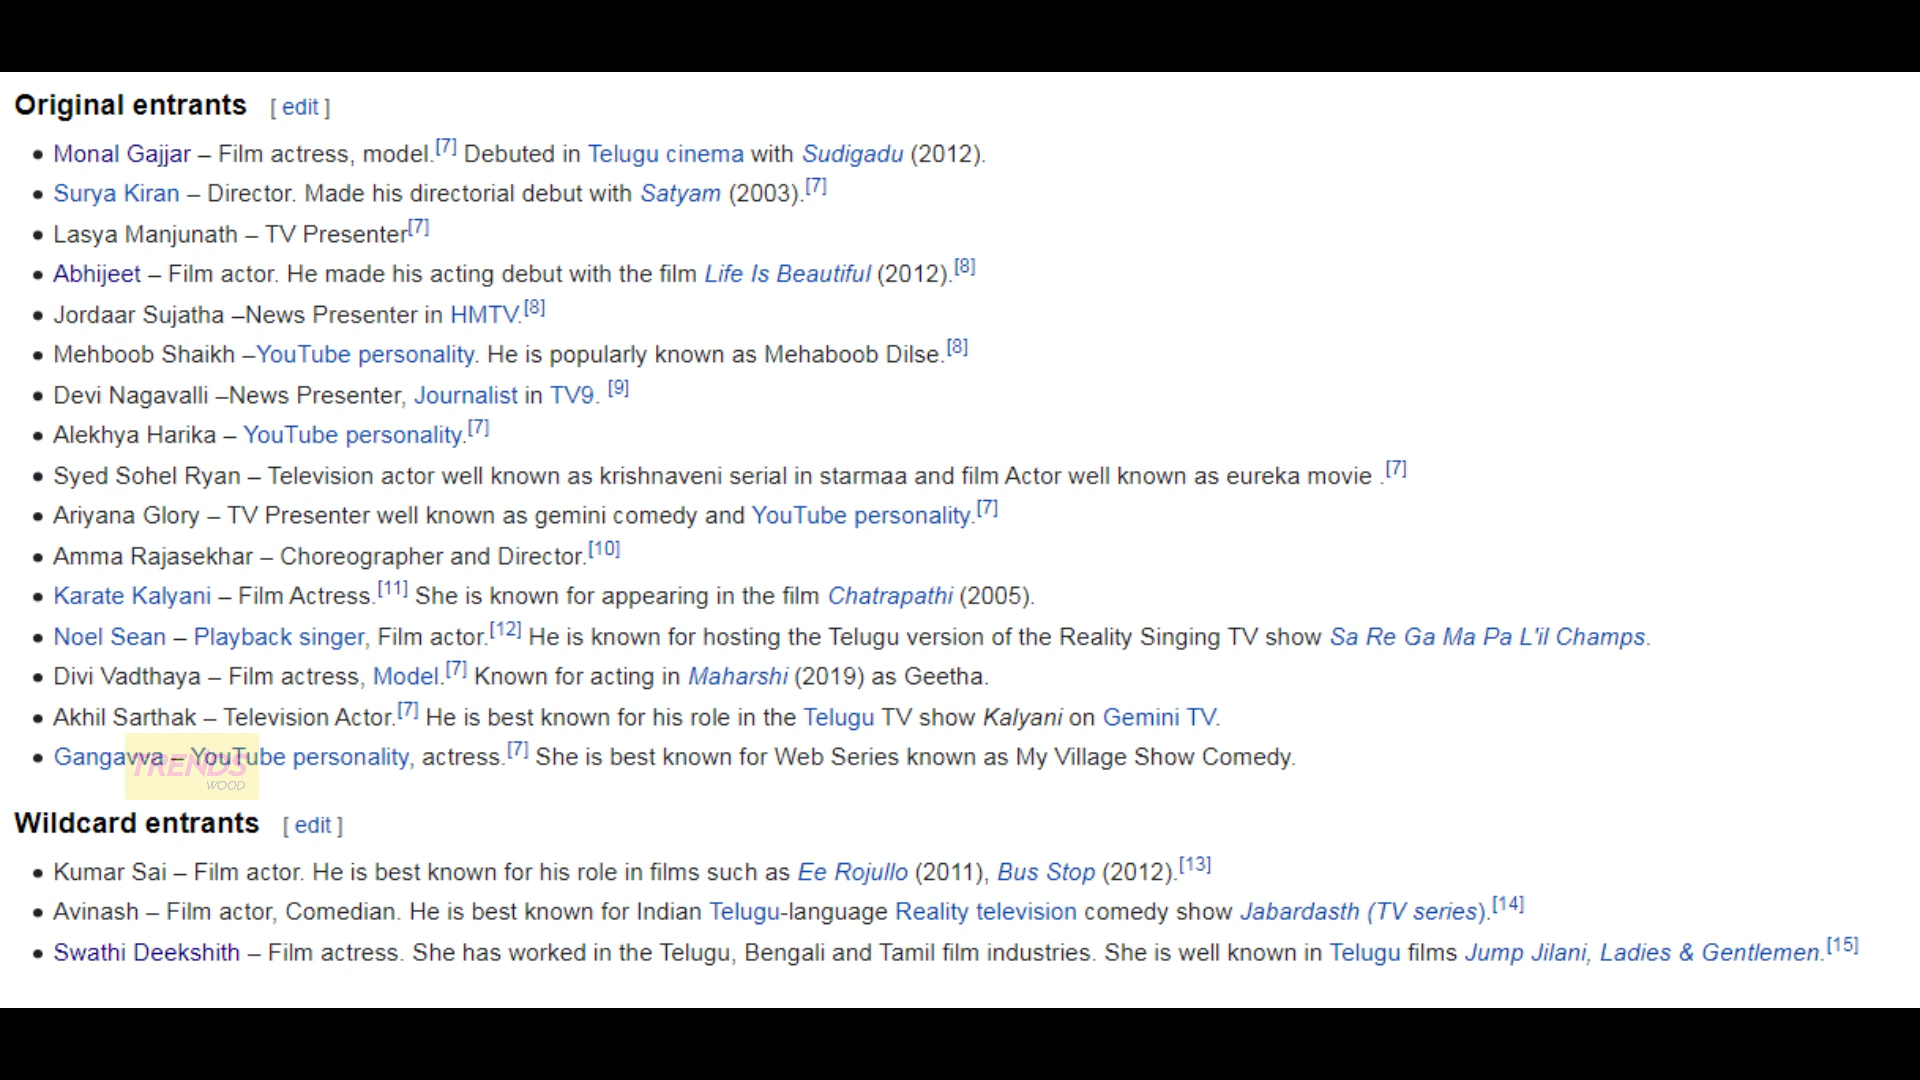 Original entrants [ edit ]
• Monal Gajjar – Film actress, model.[7] Debuted in Telugu cinema with Sudigadu (2012).
• Surya Kiran – Director. Made his directorial debut with Satyam (2003).[7]
• Lasya Manjunath – TV Presenter[7]
• Abhijeet – Film actor. He made his acting debut with the film Life Is Beautiful (2012).[8]
• Jordaar Sujatha –News Presenter in HMTV.[8]
• Mehboob Shaikh –YouTube personality. He is popularly known as Mehaboob Dilse.[8]
• Devi Nagavalli –News Presenter, Journalist in TV9. [9]
• Alekhya Harika – YouTube personality.[7]
• Syed Sohel Ryan – Television actor well known as krishnaveni serial in starmaa and film Actor well known as eureka movie .[7]
• Ariyana Glory – TV Presenter well known as gemini comedy and YouTube personality.[7]
• Amma Rajasekhar – Choreographer and Director.[10]
• Karate Kalyani – Film Actress.[11] She is known for appearing in the film Chatrapathi (2005).
• Noel Sean – Playback singer, Film actor.[12] He is known for hosting the Telugu version of the Reality Singing TV show Sa Re Ga Ma Pa L'il Champs.
• Divi Vadthaya – Film actress, Model.[7] Known for acting in Maharshi (2019) as Geetha.
• Akhil Sarthak – Television Actor.[7] He is best known for his role in the Telugu TV show Kalyani on Gemini TV.
• Gangavva – YouTube personality, actress.[7] She is best known for Web Series known as My Village Show Comedy.
TRENDS
WOOD
Wildcard entrants [ edit ]
• Kumar Sai – Film actor. He is best known for his role in films such as Ee Rojullo (2011), Bus Stop (2012).[13]
• Avinash – Film actor, Comedian. He is best known for Indian Telugu-language Reality television comedy show Jabardasth (TV series).[14]
• Swathi Deekshith – Film actress. She has worked in the Telugu, Bengali and Tamil film industries. She is well known in Telugu films Jump Jilani, Ladies & Gentlemen.[15]